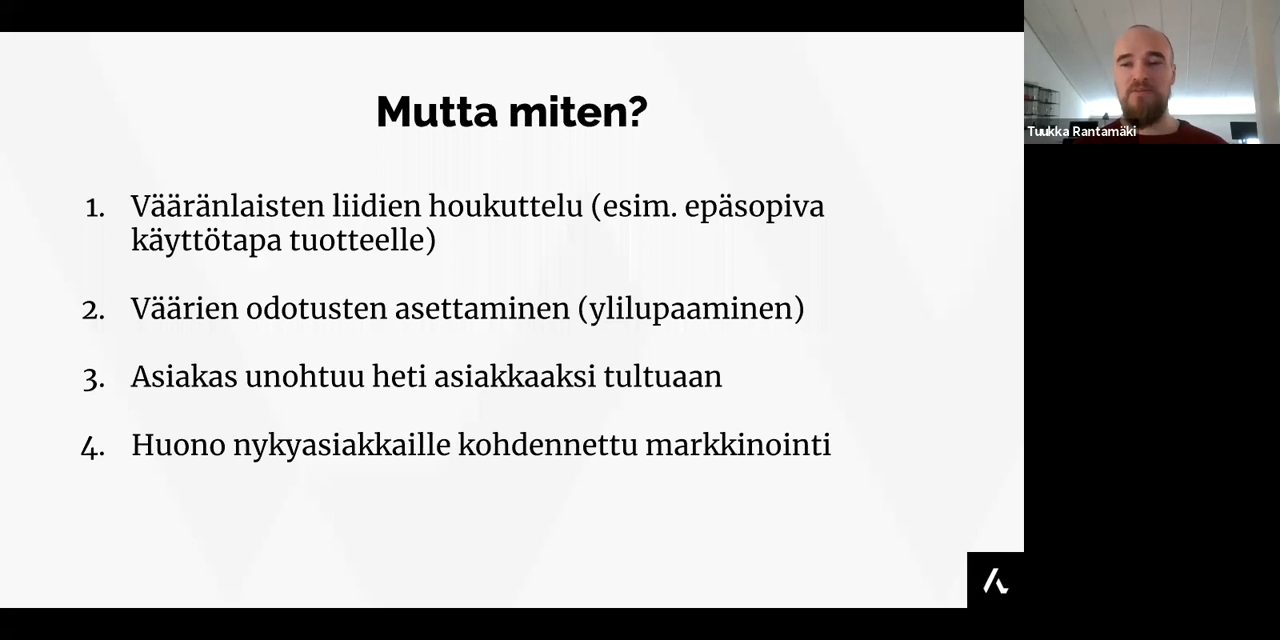 Mutta miten?
1. Vääränlaisten liidien houkuttelu (esim. epäsopiva
käyttötapa tuotteelle)
2. Väärien odotusten asettaminen (ylilupaaminen)
3. Asiakas unohtuu heti asiakkaaksi tultuaan
4. Huono nykyasiakkaille kohdennettu markkinointi
Tuukka Rantamäki